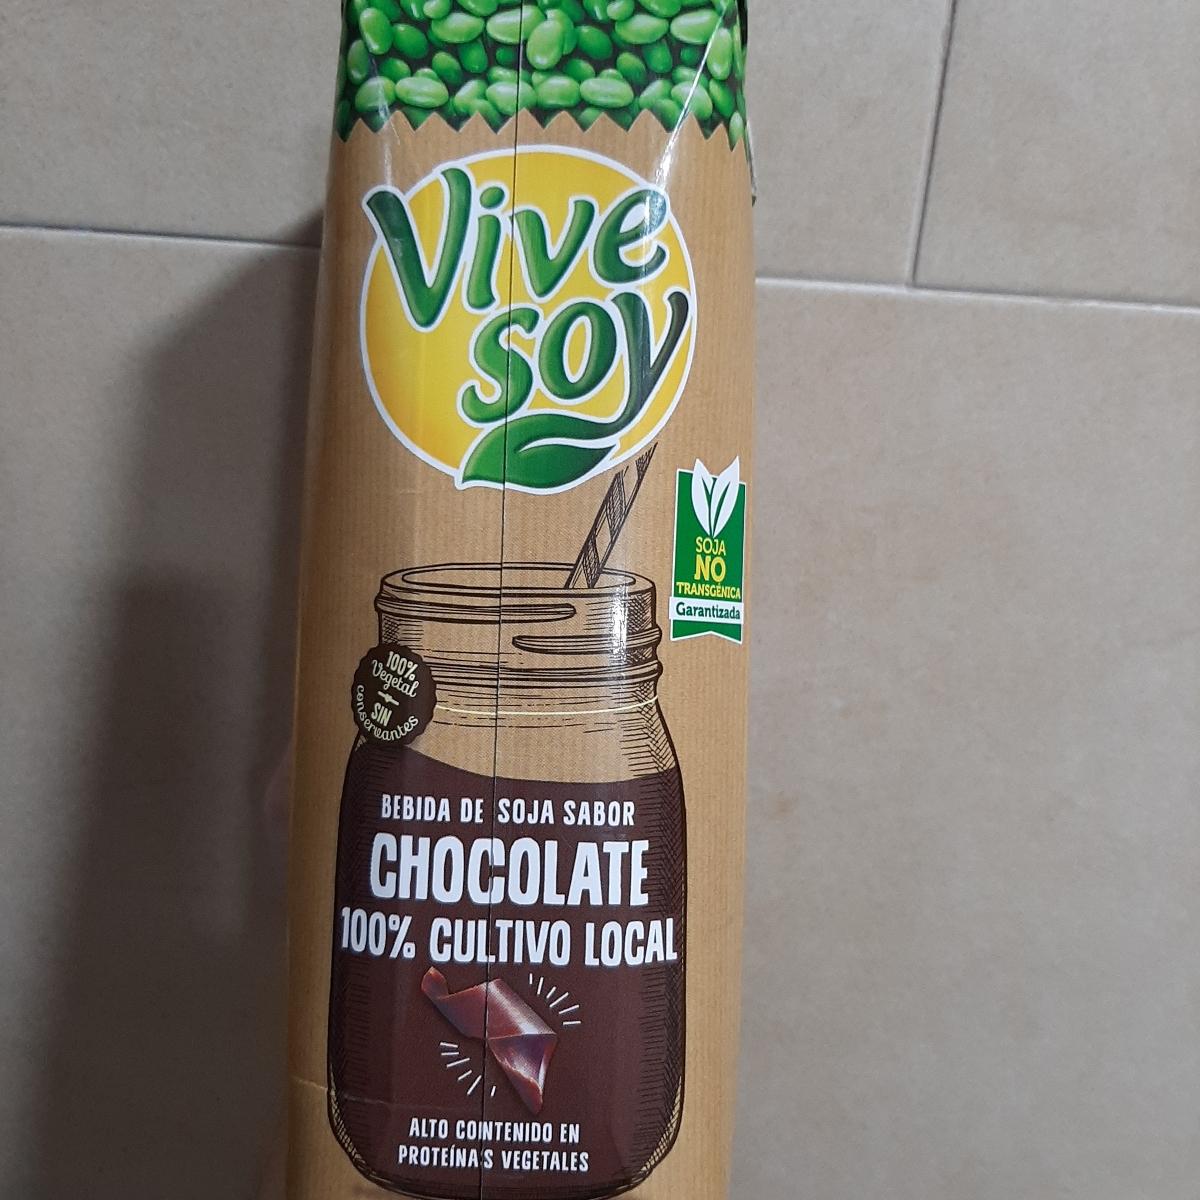 Vive
soy
SOJA
NO
TRANSGÉNICA
Garantizada
100%
Vegetal
SIN
conservantes
BEBIDA DE SOJA SABOR
CHOCOLATE
100% CULTIVO LOCAL
ALTO CONTENIDO EN
PROTEÍNAS VEGETALES